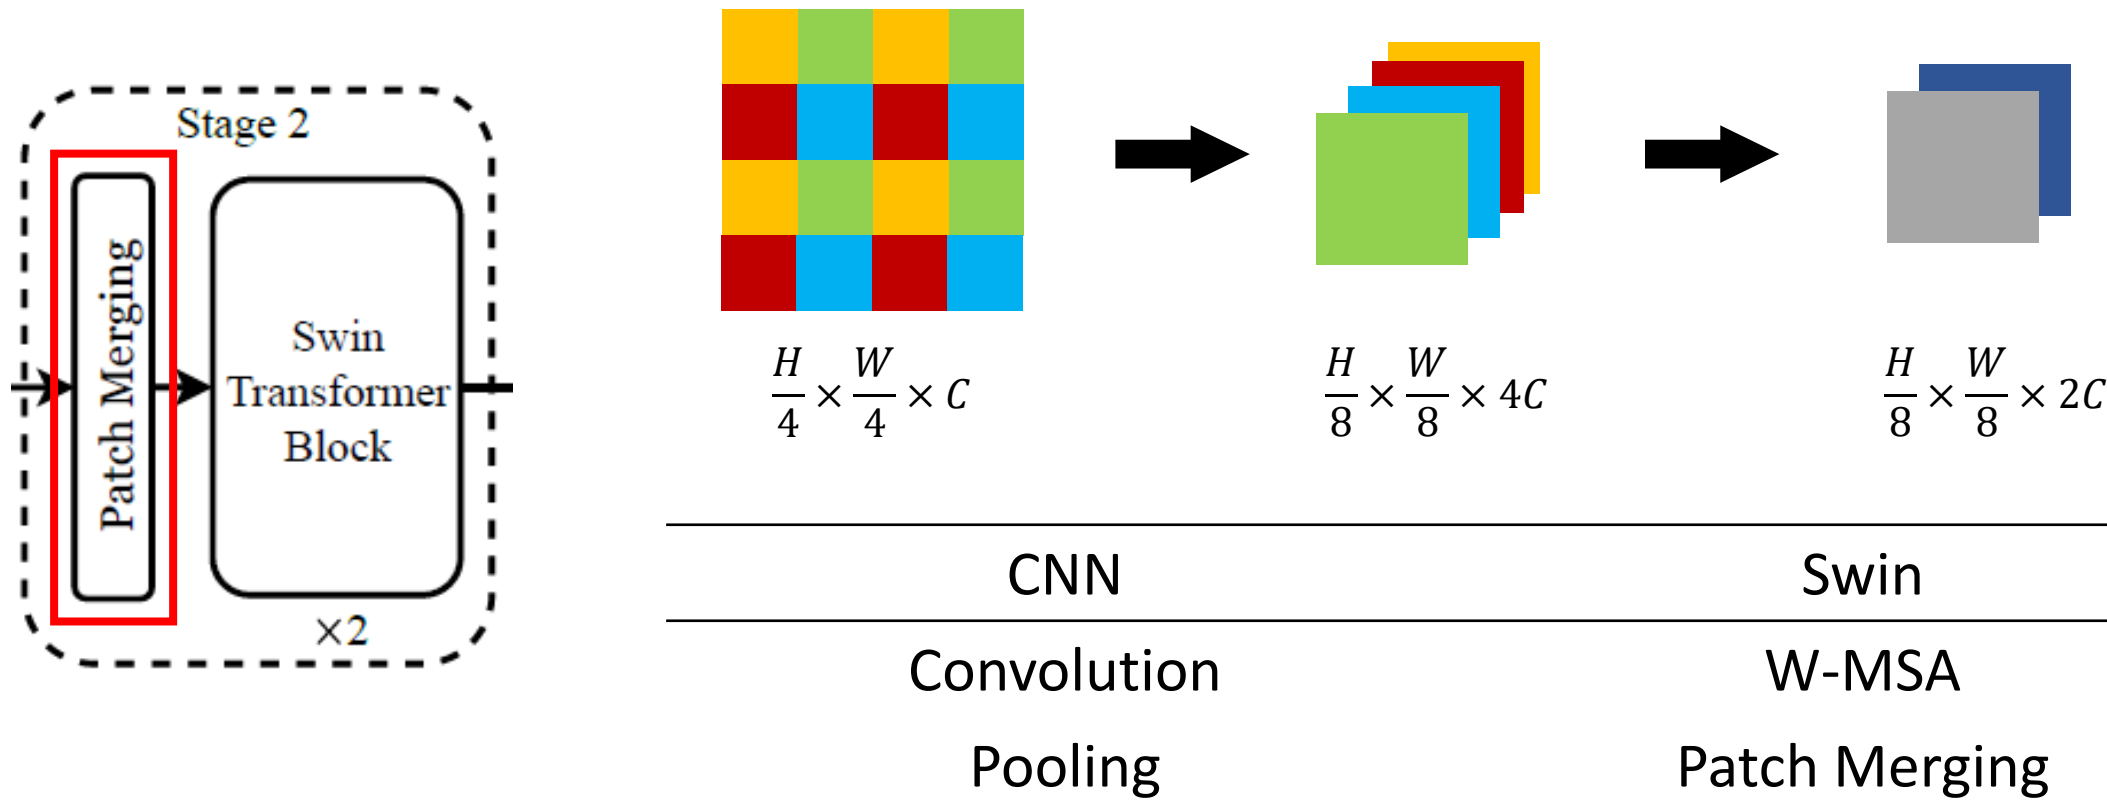 Stage 2
Patch Merging
Swin
Transformer
Block
×2
H/4 × W/4 × C
H/8 × W/8 × 4C
H/8 × W/8 × 2C
CNN Swin
Convolution W-MSA
Pooling Patch Merging